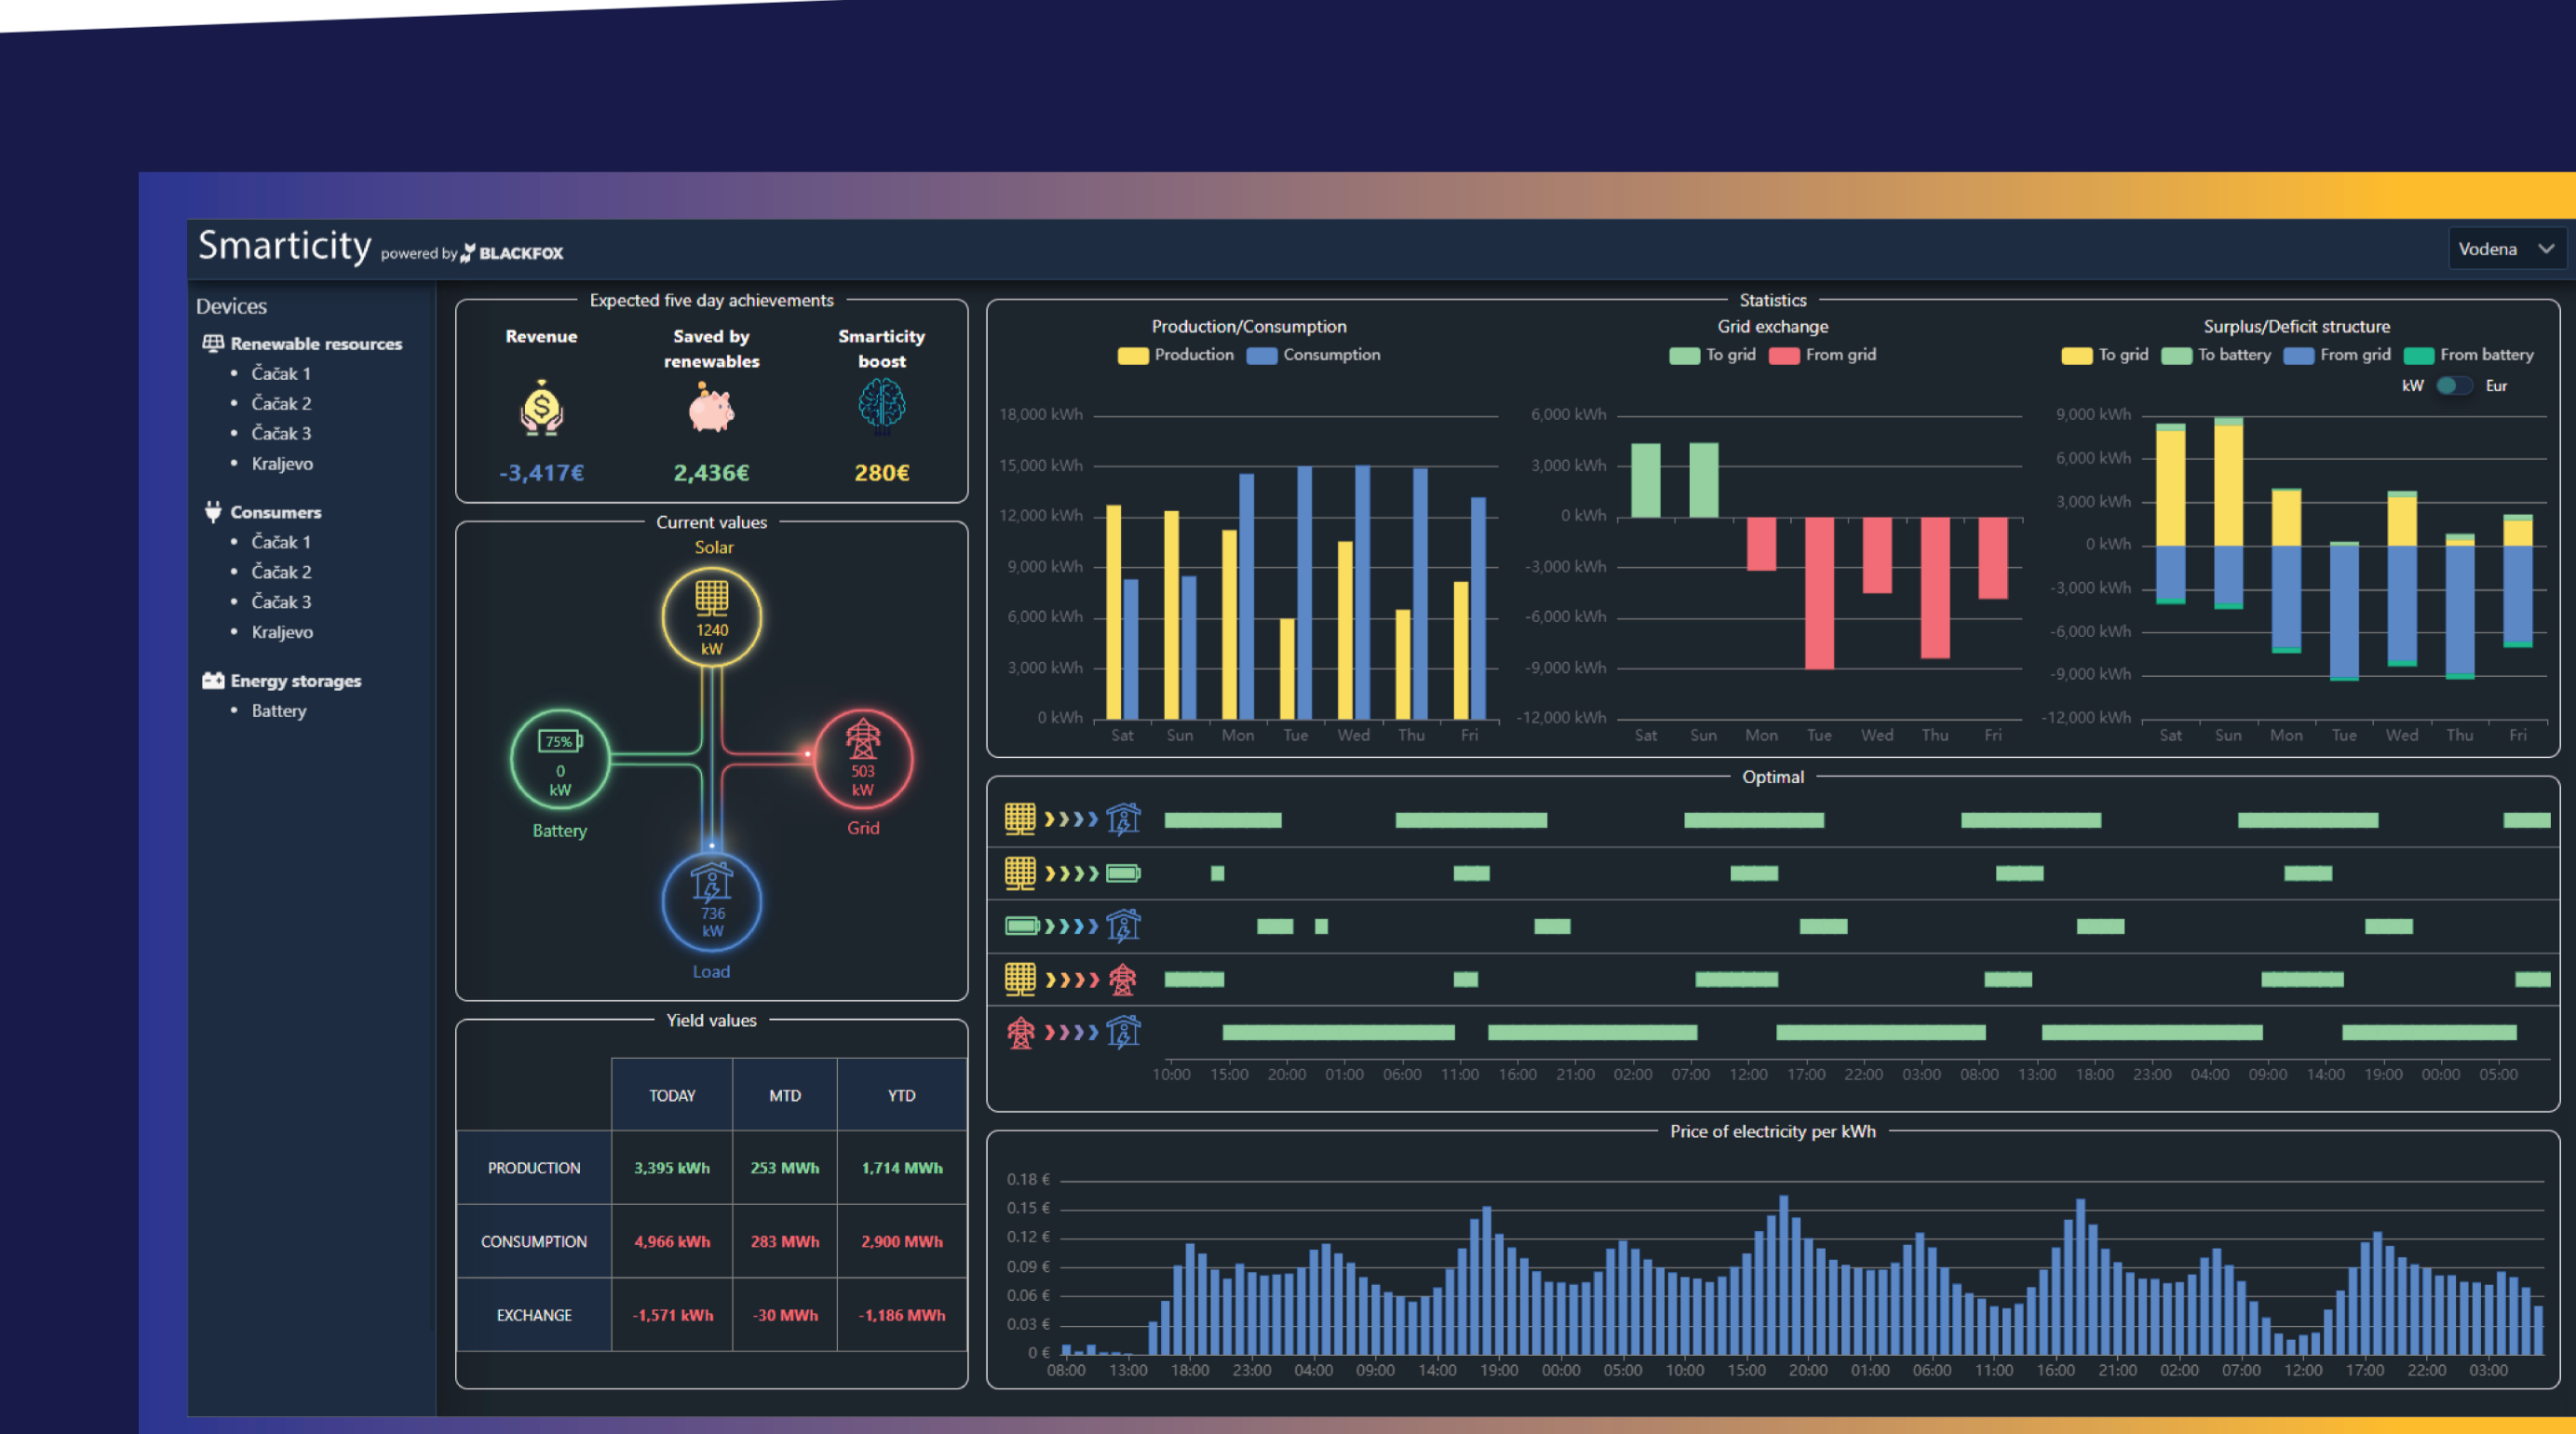 Smarticity powered by BLACKFOX
Vodena
Devices
Renewable resources
• Čačak 1
• Čačak 2
• Čačak 3
• Kraljevo
Consumers
• Čačak 1
• Čačak 2
• Čačak 3
• Kraljevo
Energy storages
• Battery
Expected five day achievements
Revenue
Saved by
renewables
Smarticity
boost
-3,417€
2,436€
280€
Current values
Solar
1240
kW
75%
0
kW
Battery
503
kW
Grid
736
kW
Load
Yield values
TODAY MTD YTD
PRODUCTION 3,395 kWh 253 MWh 1,714 MWh
CONSUMPTION 4,966 kWh 283 MWh 2,900 MWh
EXCHANGE -1,571 kWh -30 MWh -1,186 MWh
Statistics
Production/Consumption
Production Consumption
18,000 kWh
15,000 kWh
12,000 kWh
9,000 kWh
6,000 kWh
3,000 kWh
0 kWh
Sat Sun Mon Tue Wed Thu Fri
Grid exchange
To grid From grid
6,000 kWh
3,000 kWh
0 kWh
-3,000 kWh
-6,000 kWh
-9,000 kWh
-12,000 kWh
Sat Sun Mon Tue Wed Thu Fri
Surplus/Deficit structure
To grid To battery From grid From battery
kW Eur
9,000 kWh
6,000 kWh
3,000 kWh
0 kWh
-3,000 kWh
-6,000 kWh
-9,000 kWh
-12,000 kWh
Sat Sun Mon Tue Wed Thu Fri
Optimal
10:00 15:00 20:00 01:00 06:00 11:00 16:00 21:00 02:00 07:00 12:00 17:00 22:00 03:00 08:00 13:00 18:00 23:00 04:00 09:00 14:00 19:00 00:00 05:00
Price of electricity per kWh
0.18 €
0.15 €
0.12 €
0.09 €
0.06 €
0.03 €
0 €
08:00 13:00 18:00 23:00 04:00 09:00 14:00 19:00 00:00 05:00 10:00 15:00 20:00 01:00 06:00 11:00 16:00 21:00 02:00 07:00 12:00 17:00 22:00 03:00